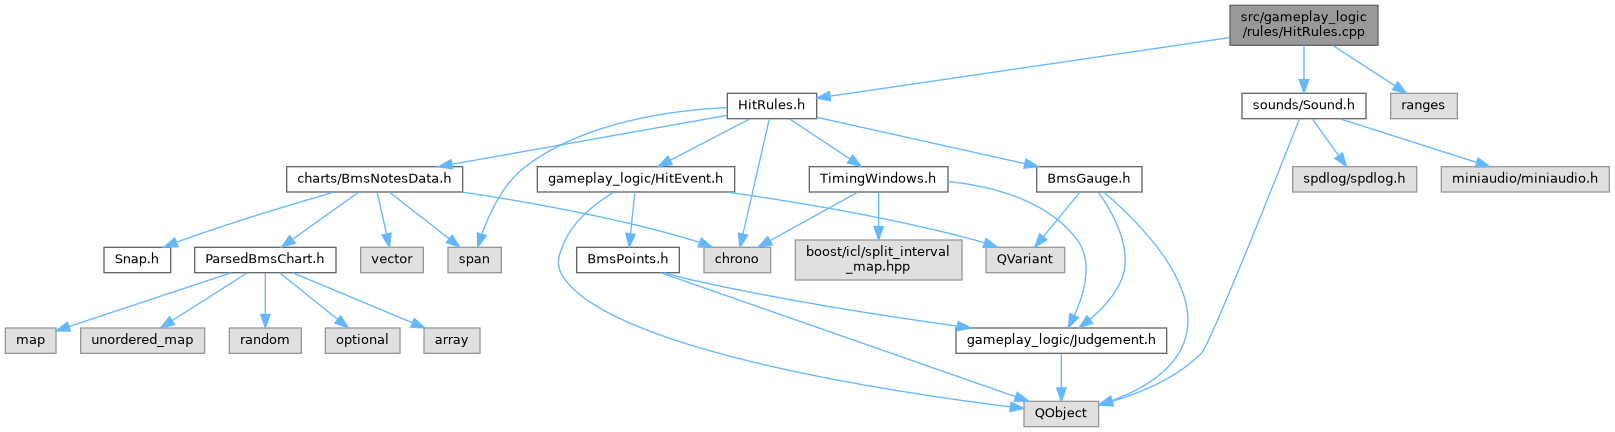 src/gameplay_logic
/rules/HitRules.cpp
HitRules.h
sounds/Sound.h
ranges
charts/BmsNotesData.h
gameplay_logic/HitEvent.h
TimingWindows.h
BmsGauge.h
spdlog/spdlog.h
miniaudio/miniaudio.h
Snap.h
ParsedBmsChart.h
vector
span
BmsPoints.h
chrono
boost/icl/split_interval
_map.hpp
QVariant
map
unordered_map
random
optional
array
gameplay_logic/Judgement.h
QObject